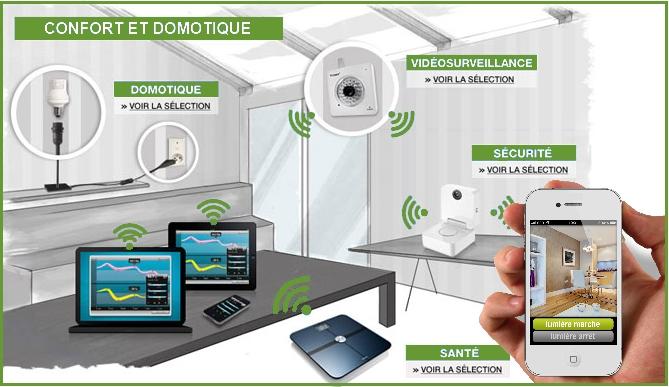 CONFORT ET DOMOTIQUE
VIDÉOSURVEILLANCE
» VOIR LA SÉLECTION
DOMOTIQUE
» VOIR LA SÉLECTION
SÉCURITÉ
» VOIR LA SÉLECTION
lumière marche
lumière arret
SANTÉ
» VOIR LA SÉLECTION